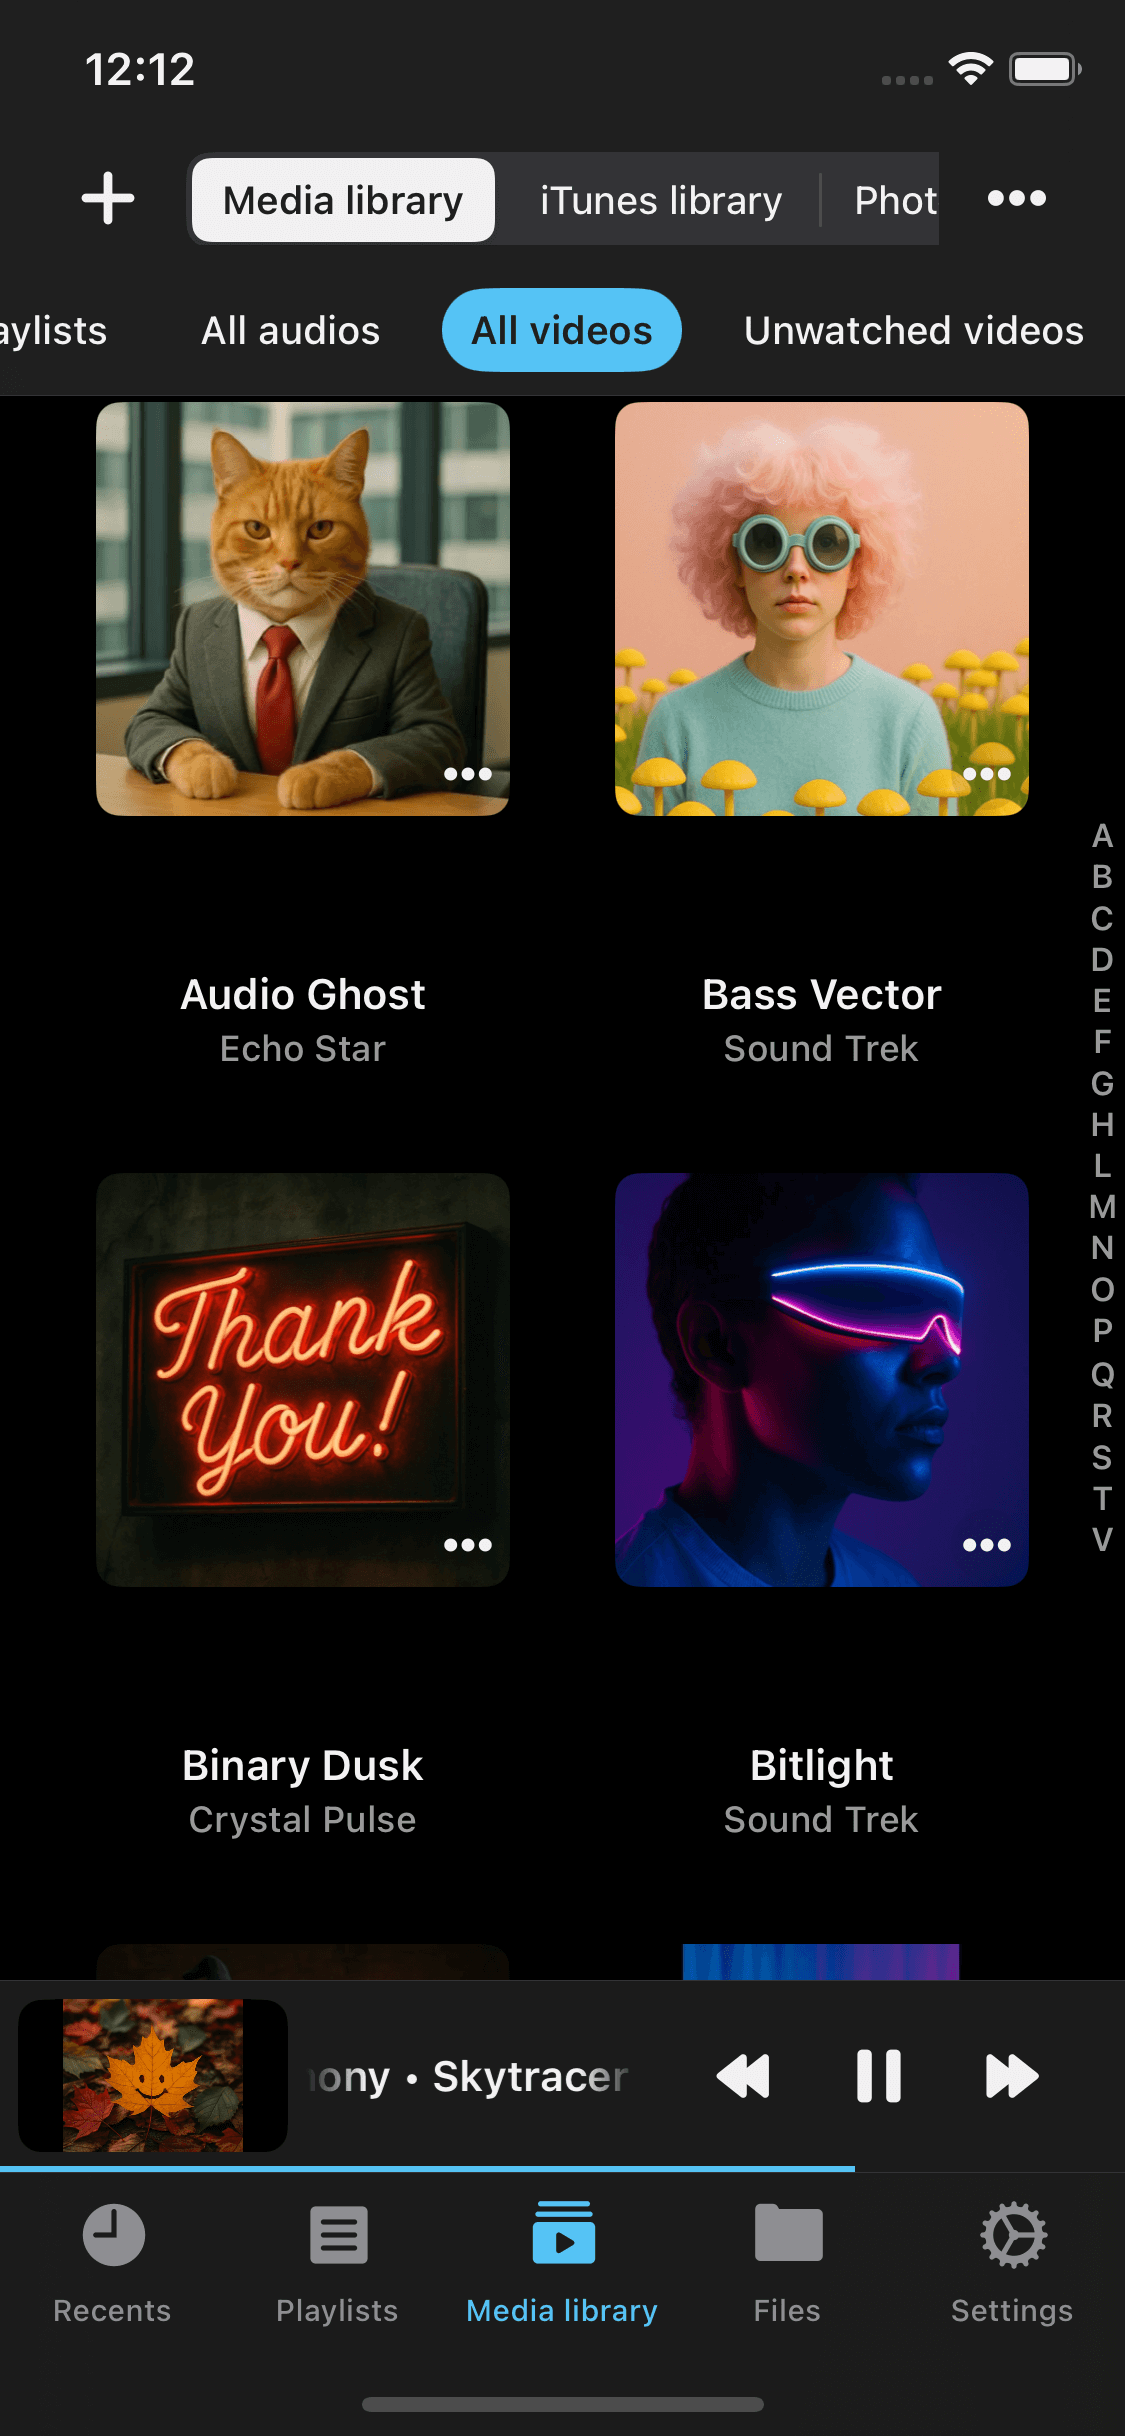 12:12
Media library
iTunes library
Phot
aylists
All audios
All videos
Unwatched videos
Audio Ghost
Echo Star
Bass Vector
Sound Trek
A
B
C
D
E
F
G
H
L
M
N
O
P
Q
R
S
T
V
Thank
You!
Binary Dusk
Crystal Pulse
Bitlight
Sound Trek
ony • Skytracer
Recents
Playlists
Media library
Files
Settings